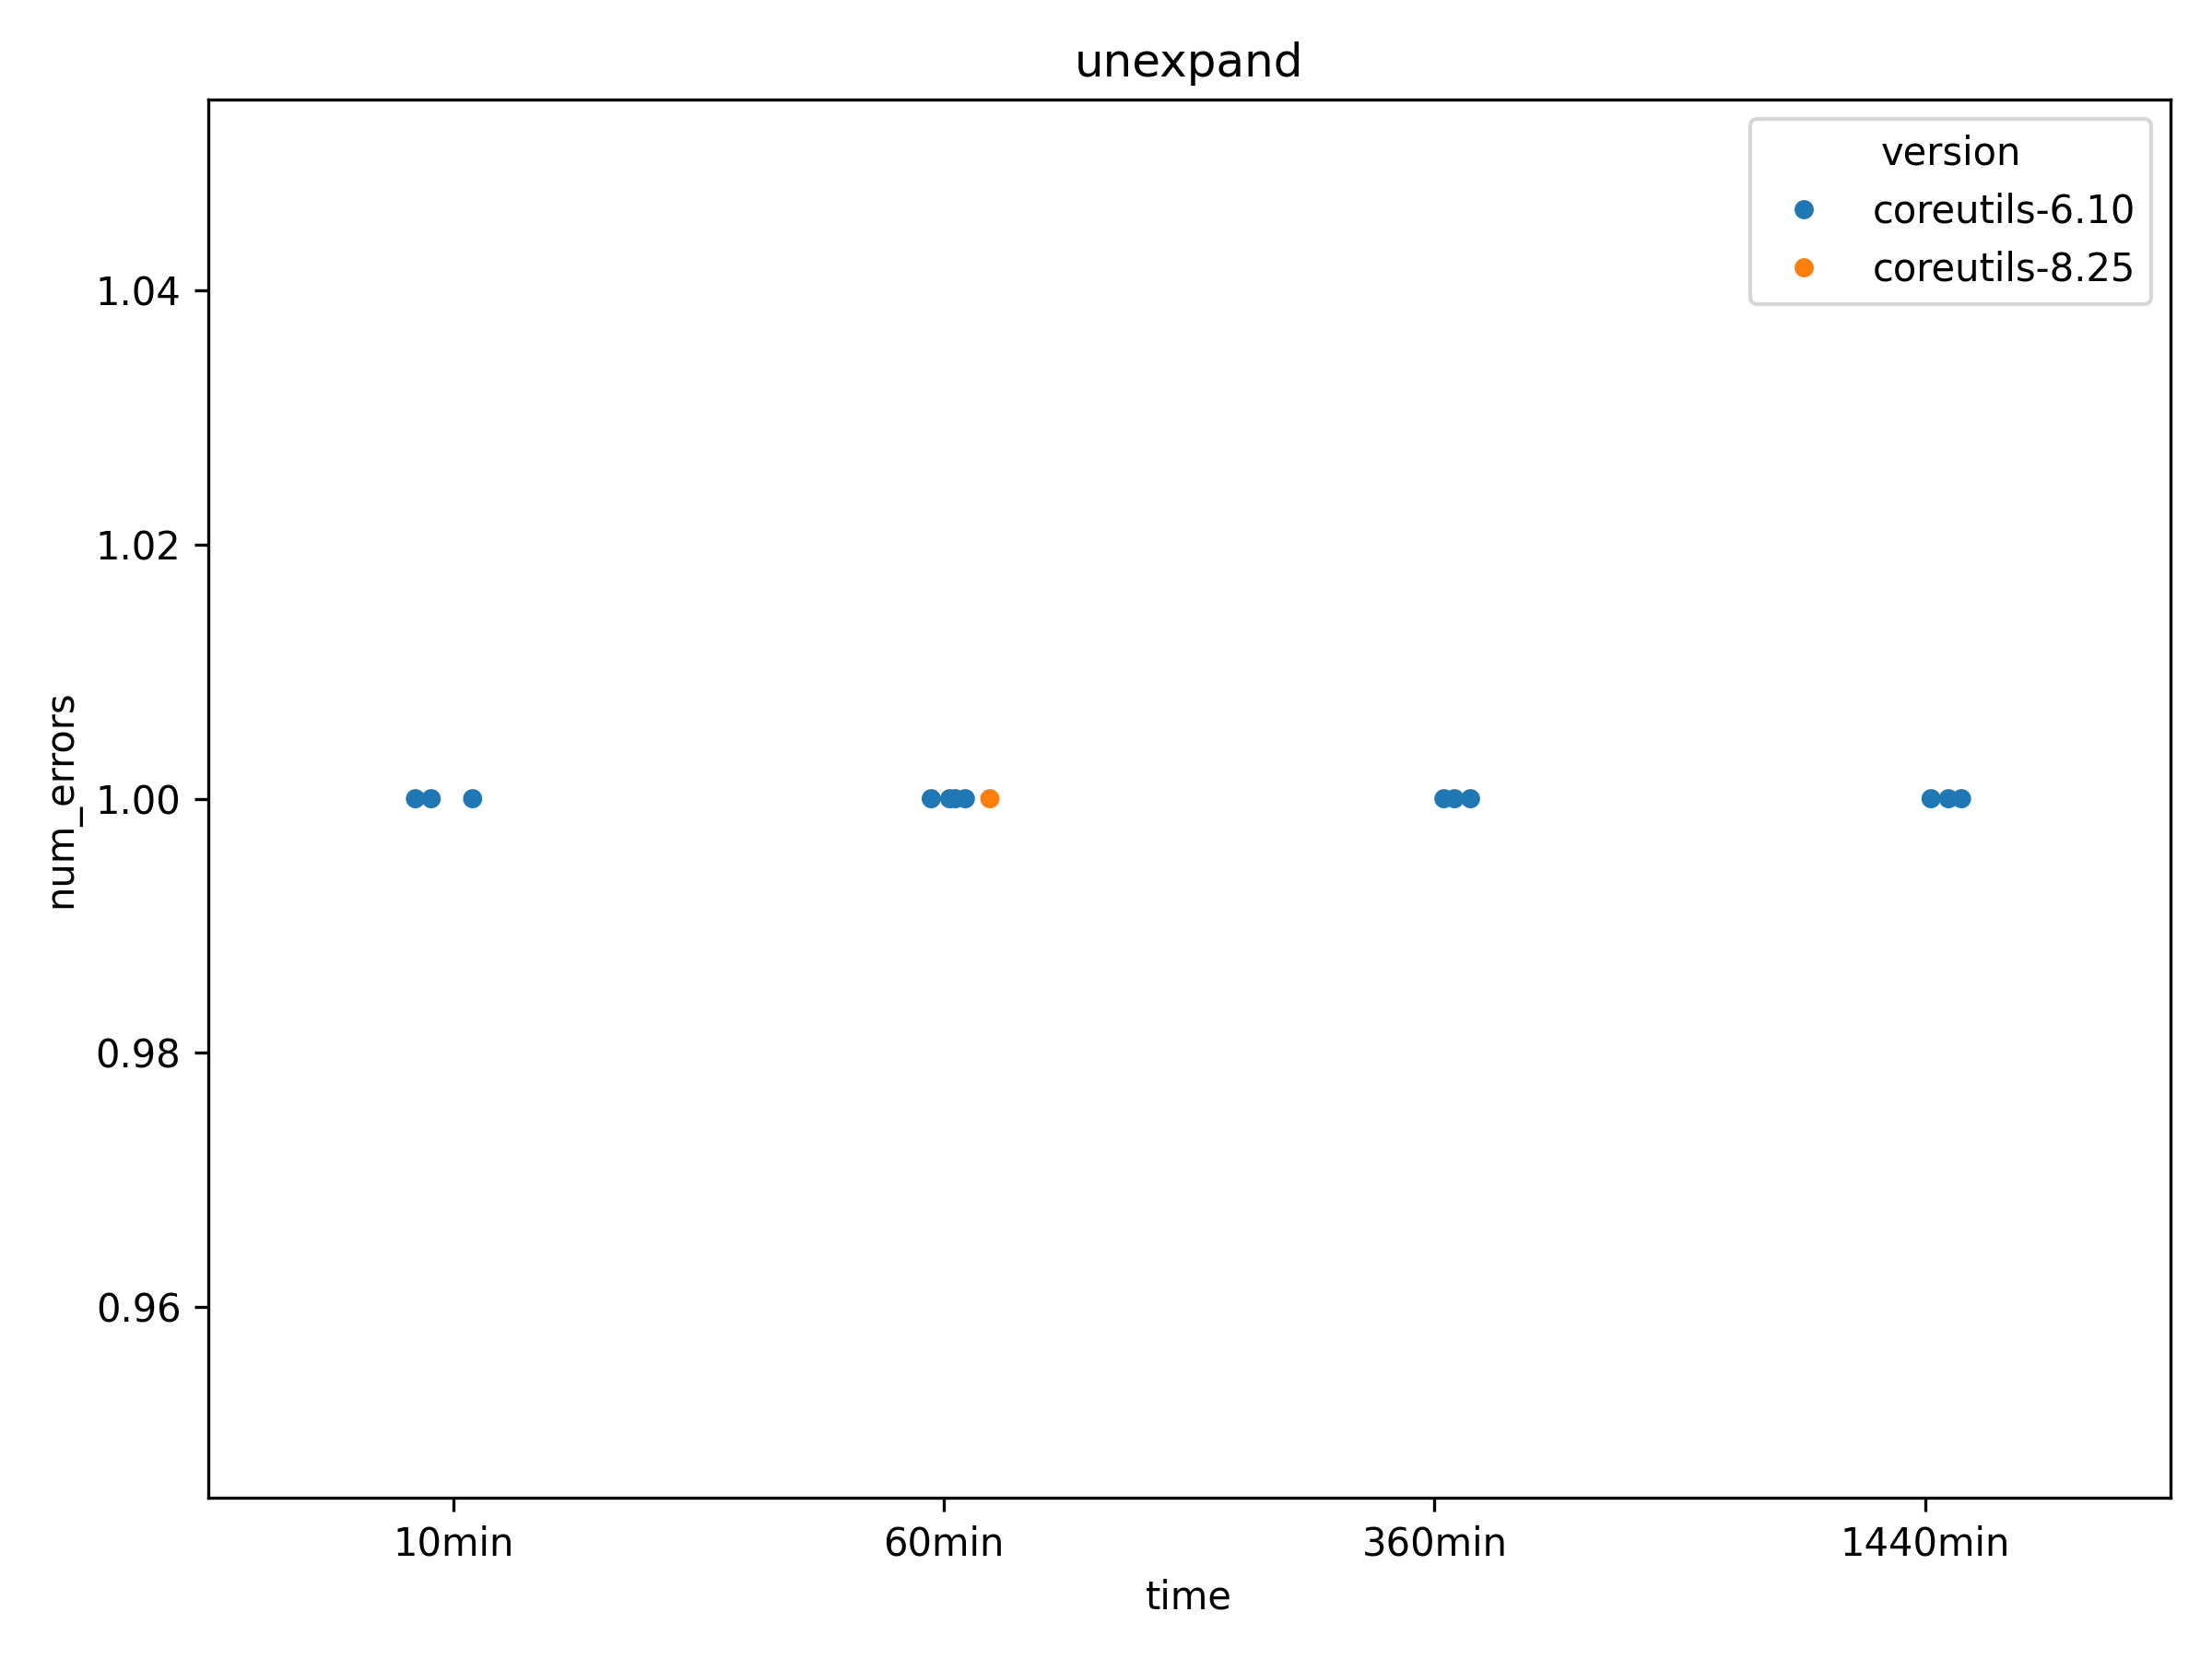 unexpand
version
coreutils-6.10
coreutils-8.25
1.04
1.02
1.00
0.98
0.96
num_errors
10min
60min
360min
1440min
time